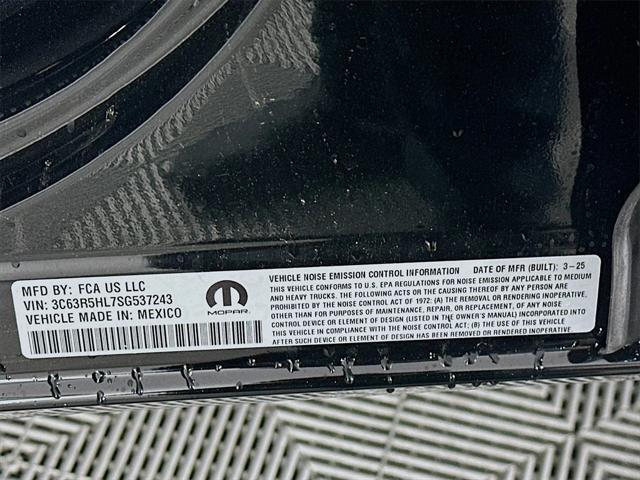 MFD BY: FCA US LLC
VIN: 3C63R5HL7SG537243
VEHICLE MADE IN: MEXICO
MOPAR
VEHICLE NOISE EMISSION CONTROL INFORMATION DATE OF MFR (BUILT): 3-25
THIS VEHICLE CONFORMS TO U.S. EPA REGULATIONS FOR NOISE EMISSION APPLICABLE TO MEDIUM
AND HEAVY TRUCKS. THE FOLLOWING ACTS OR THE CAUSING THEREOF BY ANY PERSON ARE
PROHIBITED BY THE NOISE CONTROL ACT OF 1972: (A) THE REMOVAL OR RENDERING INOPERATIVE,
OTHER THAN FOR PURPOSES OF MAINTENANCE, REPAIR, OR REPLACEMENT, OF ANY NOISE
CONTROL DEVICE OR ELEMENT OF DESIGN (LISTED IN THE OWNER'S MANUAL) INCORPORATED INTO
THIS VEHICLE IN COMPLIANCE WITH THE NOISE CONTROL ACT; (B) THE USE OF THIS VEHICLE
AFTER SUCH DEVICE OR ELEMENT OF DESIGN HAS BEEN REMOVED OR RENDERED INOPERATIVE